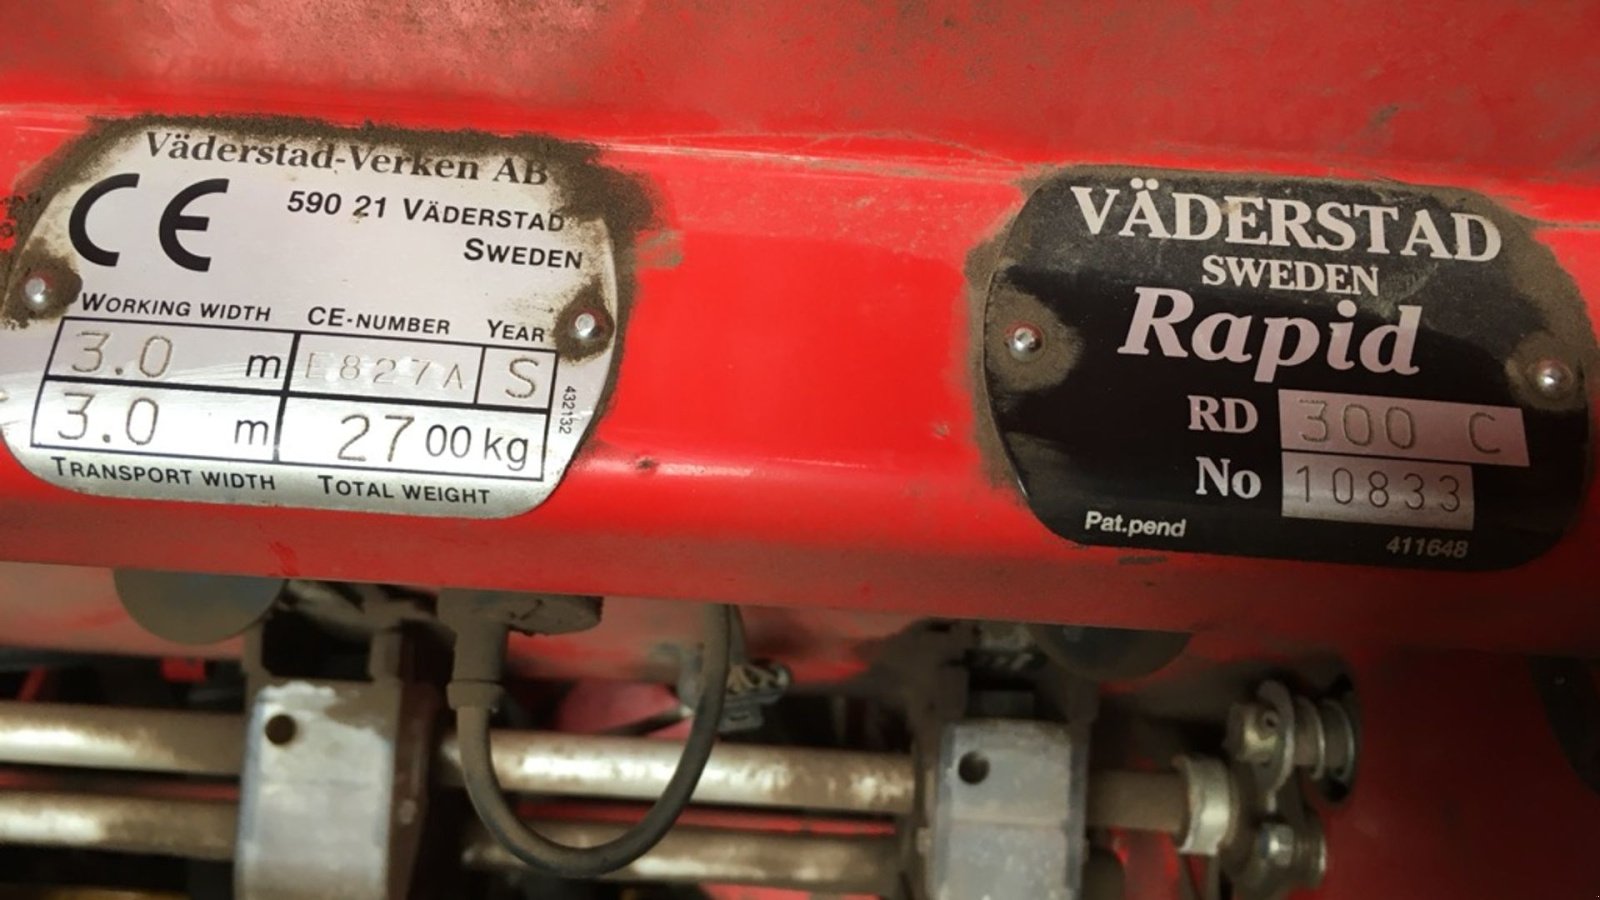 Väderstad-Verken AB
CE
590 21 VÄDERSTAD
SWEDEN
WORKING WIDTH CE-NUMBER YEAR
3.0 m E827A S
3.0 m 2700 kg
TRANSPORT WIDTH TOTAL WEIGHT
432132
VÄDERSTAD
SWEDEN
Rapid
RD 300 C
No 10833
Pat.pend
411648